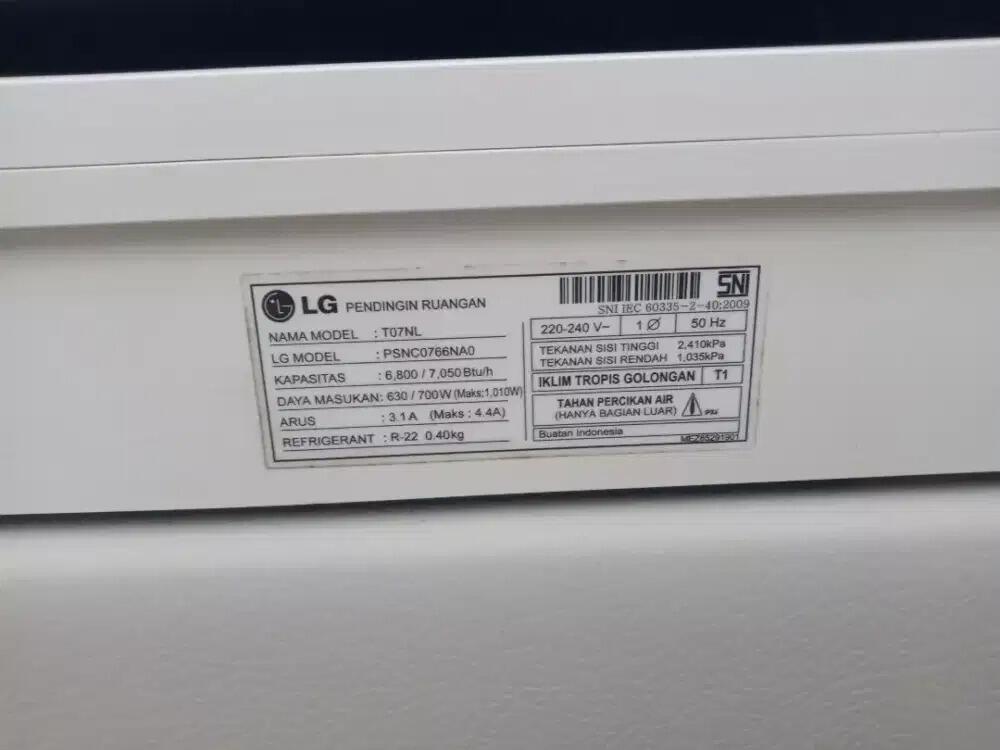 LG PENDINGIN RUANGAN
NAMA MODEL : T07NL
LG MODEL : PSNC0766NA0
KAPASITAS : 6,800 / 7,050 Btu/h
DAYA MASUKAN: 630 / 700W (Maks:1,010W)
ARUS : 3.1 A (Maks : 4.4A)
REFRIGERANT : R-22 0.40kg
SNI
SNI IEC 60335-2-40:2009
220-240 V~ 1 Ø 50 Hz
TEKANAN SISI TINGGI 2,410kPa
TEKANAN SISI RENDAH 1,035kPa
IKLIM TROPIS GOLONGAN T1
TAHAN PERCIKAN AIR
(HANYA BAGIAN LUAR) IPX4
Buatan Indonesia
MEZ65291901